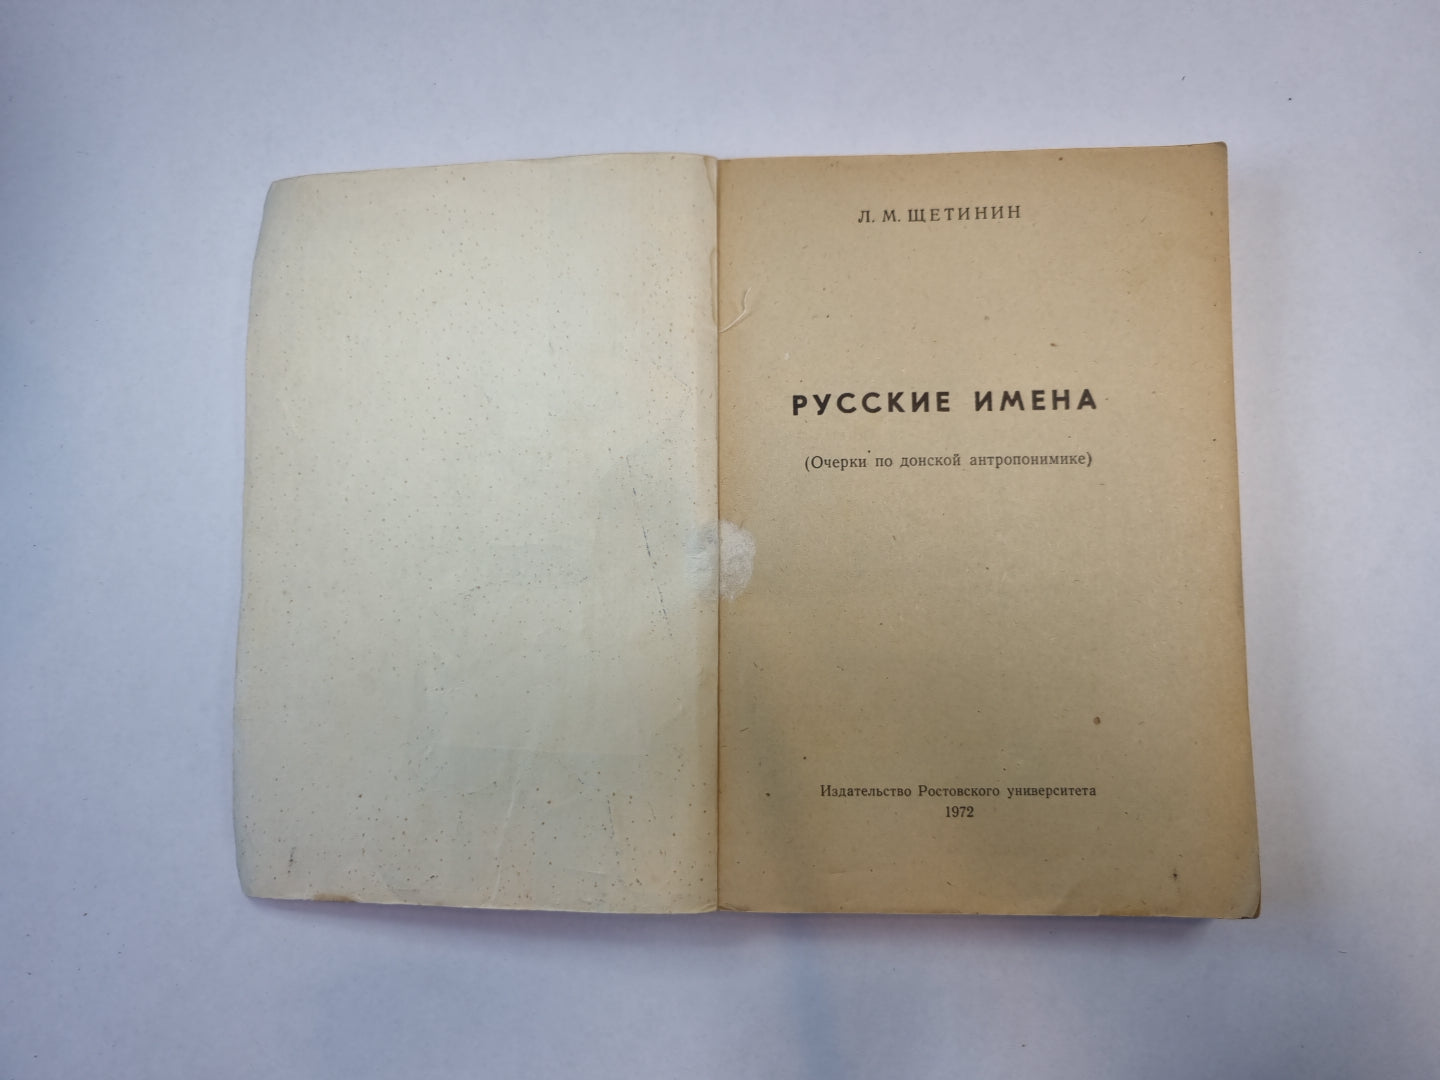 Л. М. ЩЕТИНИН
РУССКИЕ ИМЕНА
(Очерки по донской антропонимике)
Издательство Ростовского университета
1972